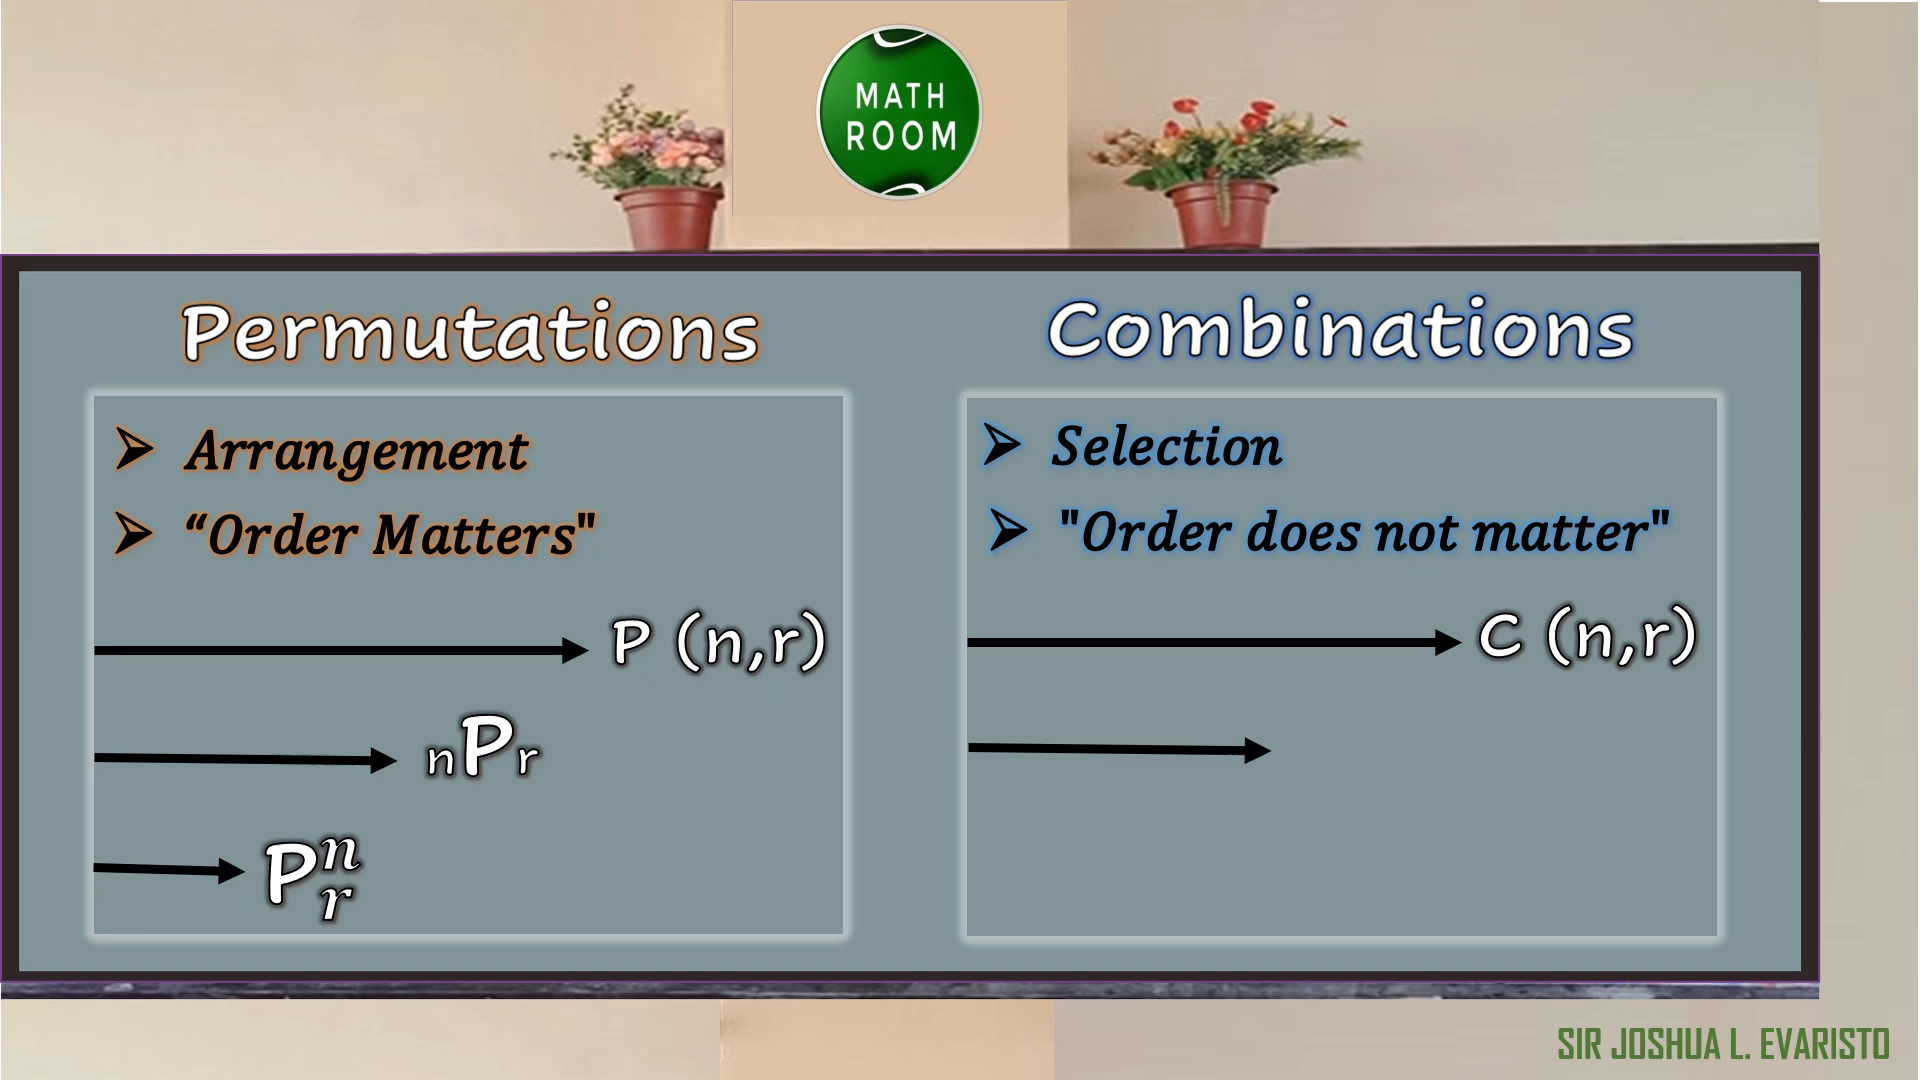 MATH
ROOM
Permutations
➢ Arrangement
➢ “Order Matters"
P (n,r)
nPr
Pⁿᵣ
Combinations
➢ Selection
➢ "Order does not matter"
C (n,r)
SIR JOSHUA L. EVARISTO